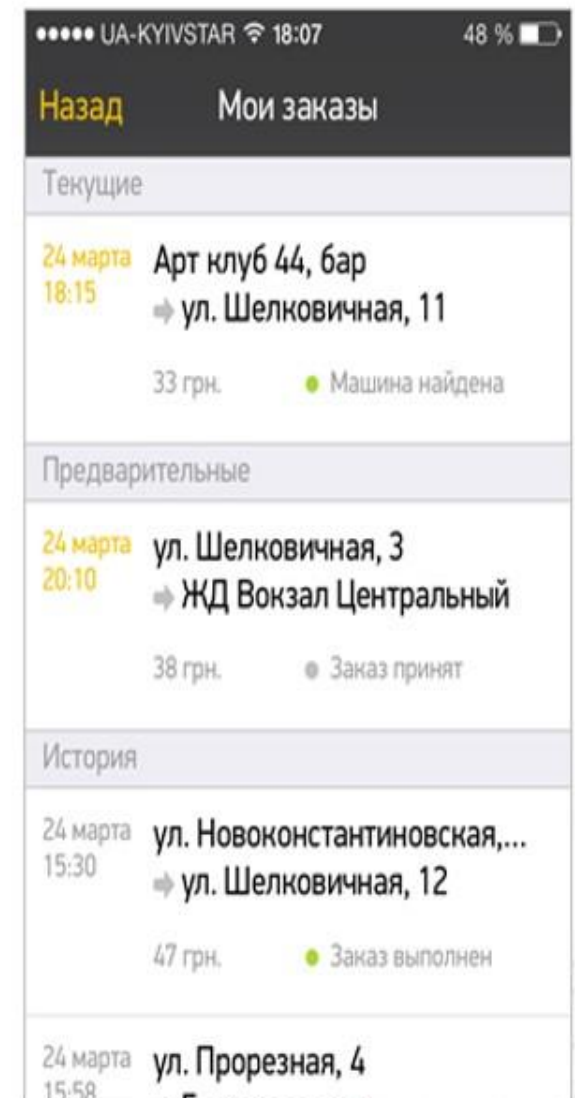 UA-KYIVSTAR 18:07 48 %
Назад Мои заказы
Текущие
24 марта Арт клуб 44, бар
18:15 ➡ ул. Шелковичная, 11
33 грн. ● Машина найдена
Предварительные
24 марта ул. Шелковичная, 3
20:10 ➡ ЖД Вокзал Центральный
38 грн. ● Заказ принят
История
24 марта ул. Новоконстантиновская,...
15:30 ➡ ул. Шелковичная, 12
47 грн. ● Заказ выполнен
24 марта ул. Прорезная, 4
15:58